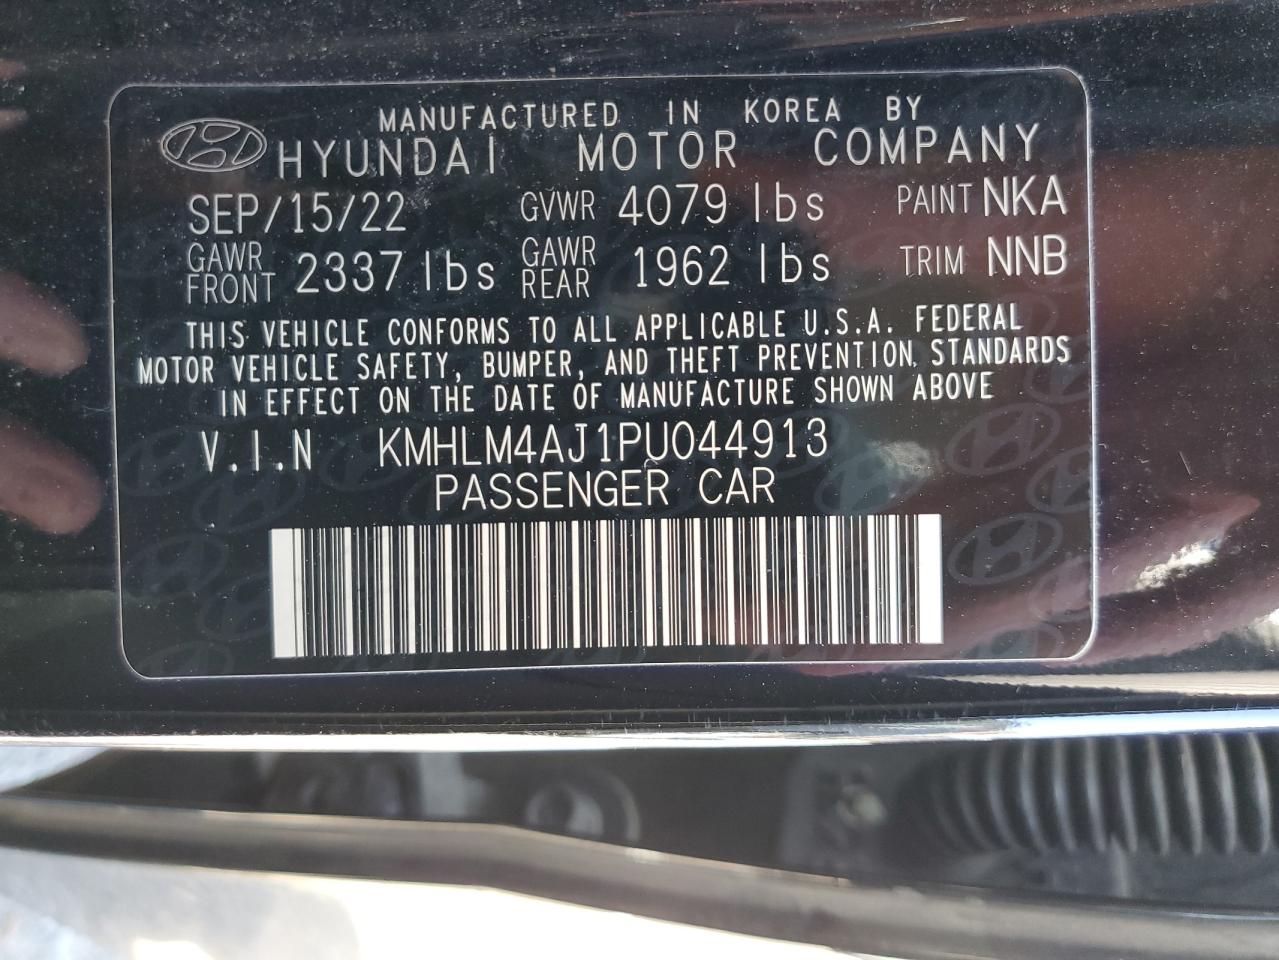 MANUFACTURED IN KOREA BY
HYUNDAI MOTOR COMPANY
SEP/15/22 GVWR 4079 lbs PAINT NKA
GAWR FRONT 2337 lbs GAWR REAR 1962 lbs TRIM NNB
THIS VEHICLE CONFORMS TO ALL APPLICABLE U.S.A. FEDERAL
MOTOR VEHICLE SAFETY, BUMPER, AND THEFT PREVENTION STANDARDS
IN EFFECT ON THE DATE OF MANUFACTURE SHOWN ABOVE
V.I.N KMHLM4AJ1PU044913
PASSENGER CAR